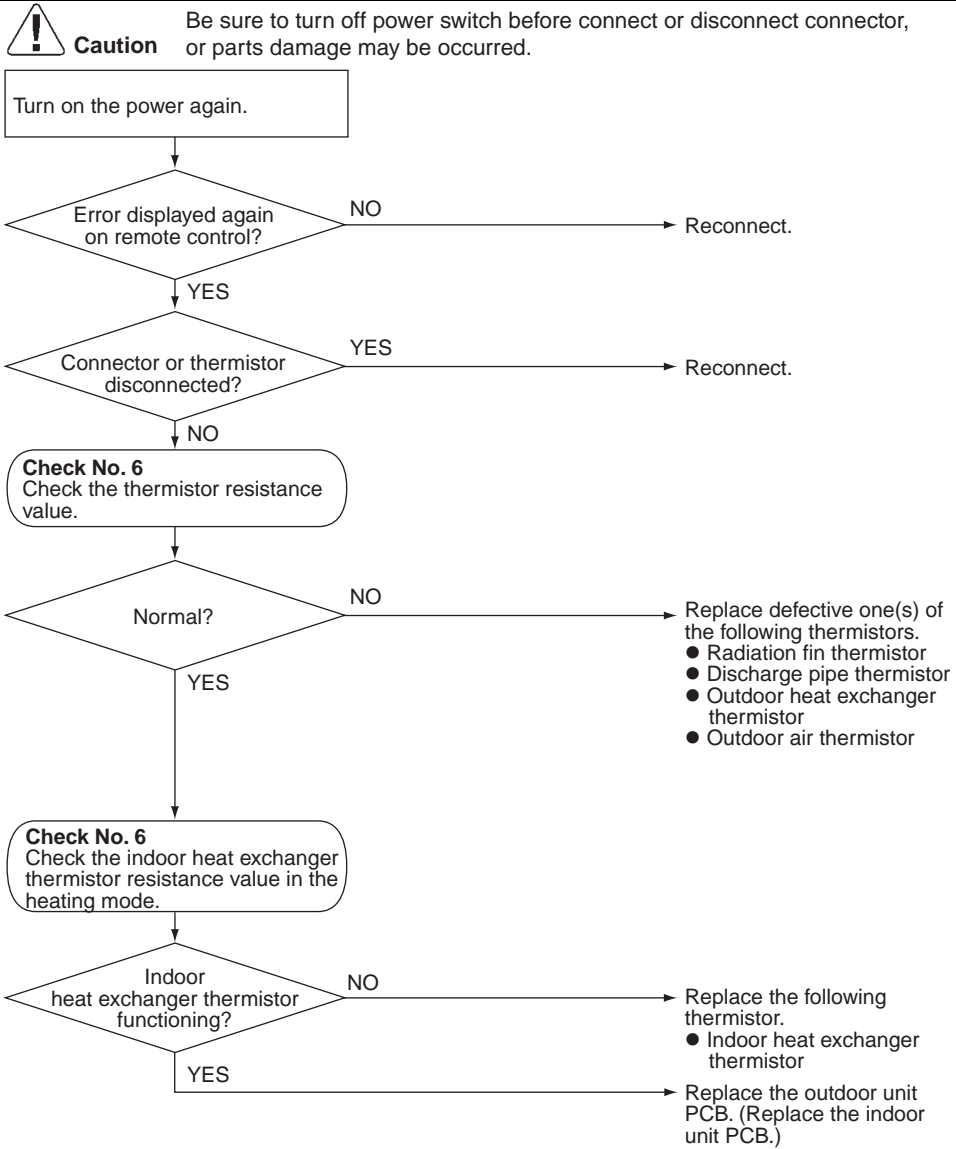 Be sure to turn off power switch before connect or disconnect connector,
Caution or parts damage may be occurred.
Turn on the power again.
Error displayed again
on remote control?
NO
Reconnect.
YES
Connector or thermistor
disconnected?
YES
Reconnect.
NO
Check No. 6
Check the thermistor resistance
value.
Normal?
NO
Replace defective one(s) of
the following thermistors.
● Radiation fin thermistor
● Discharge pipe thermistor
● Outdoor heat exchanger
thermistor
● Outdoor air thermistor
YES
Check No. 6
Check the indoor heat exchanger
thermistor resistance value in the
heating mode.
Indoor
heat exchanger thermistor
functioning?
NO
Replace the following
thermistor.
● Indoor heat exchanger
thermistor
YES
Replace the outdoor unit
PCB. (Replace the indoor
unit PCB.)